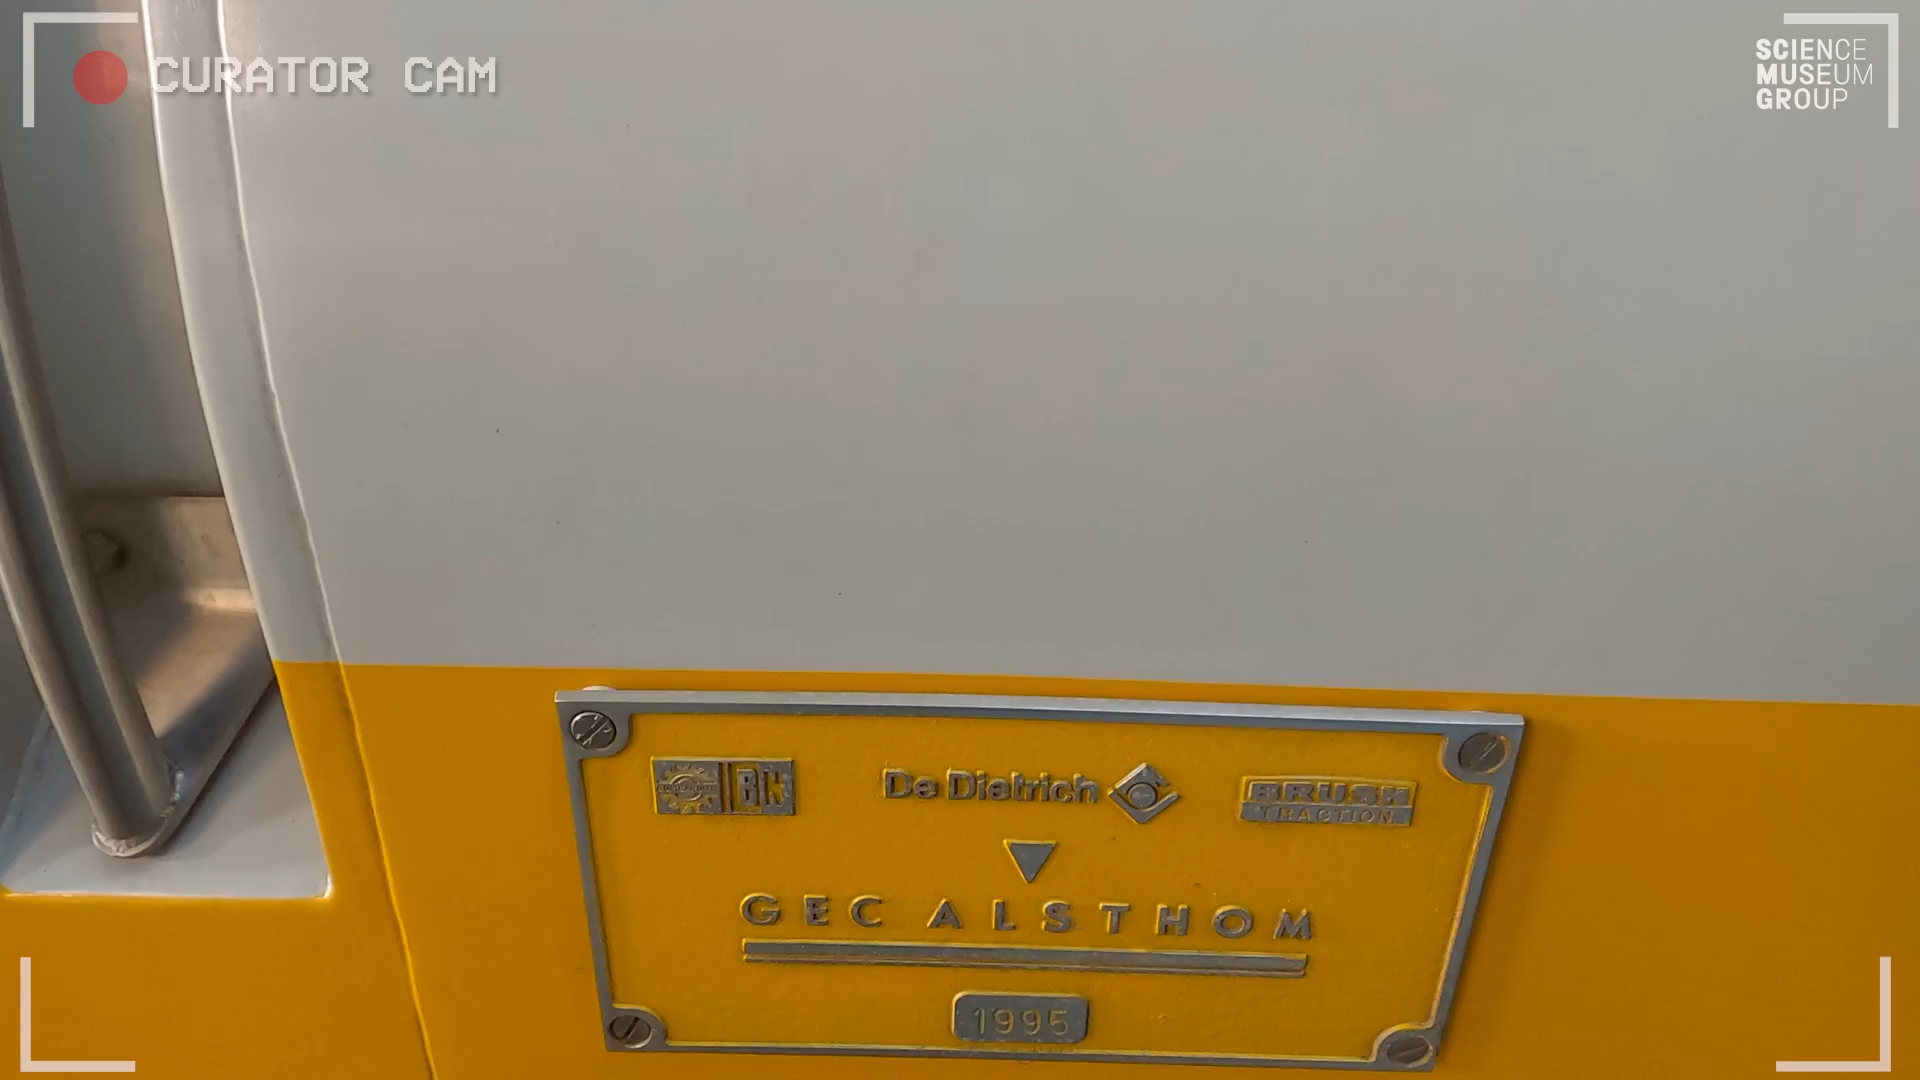 CURATOR CAM
SCIENCE
MUSEUM
GROUP
BN
De Dietrich
BRUSH
TRACTION
GEC ALSTHOM
1995